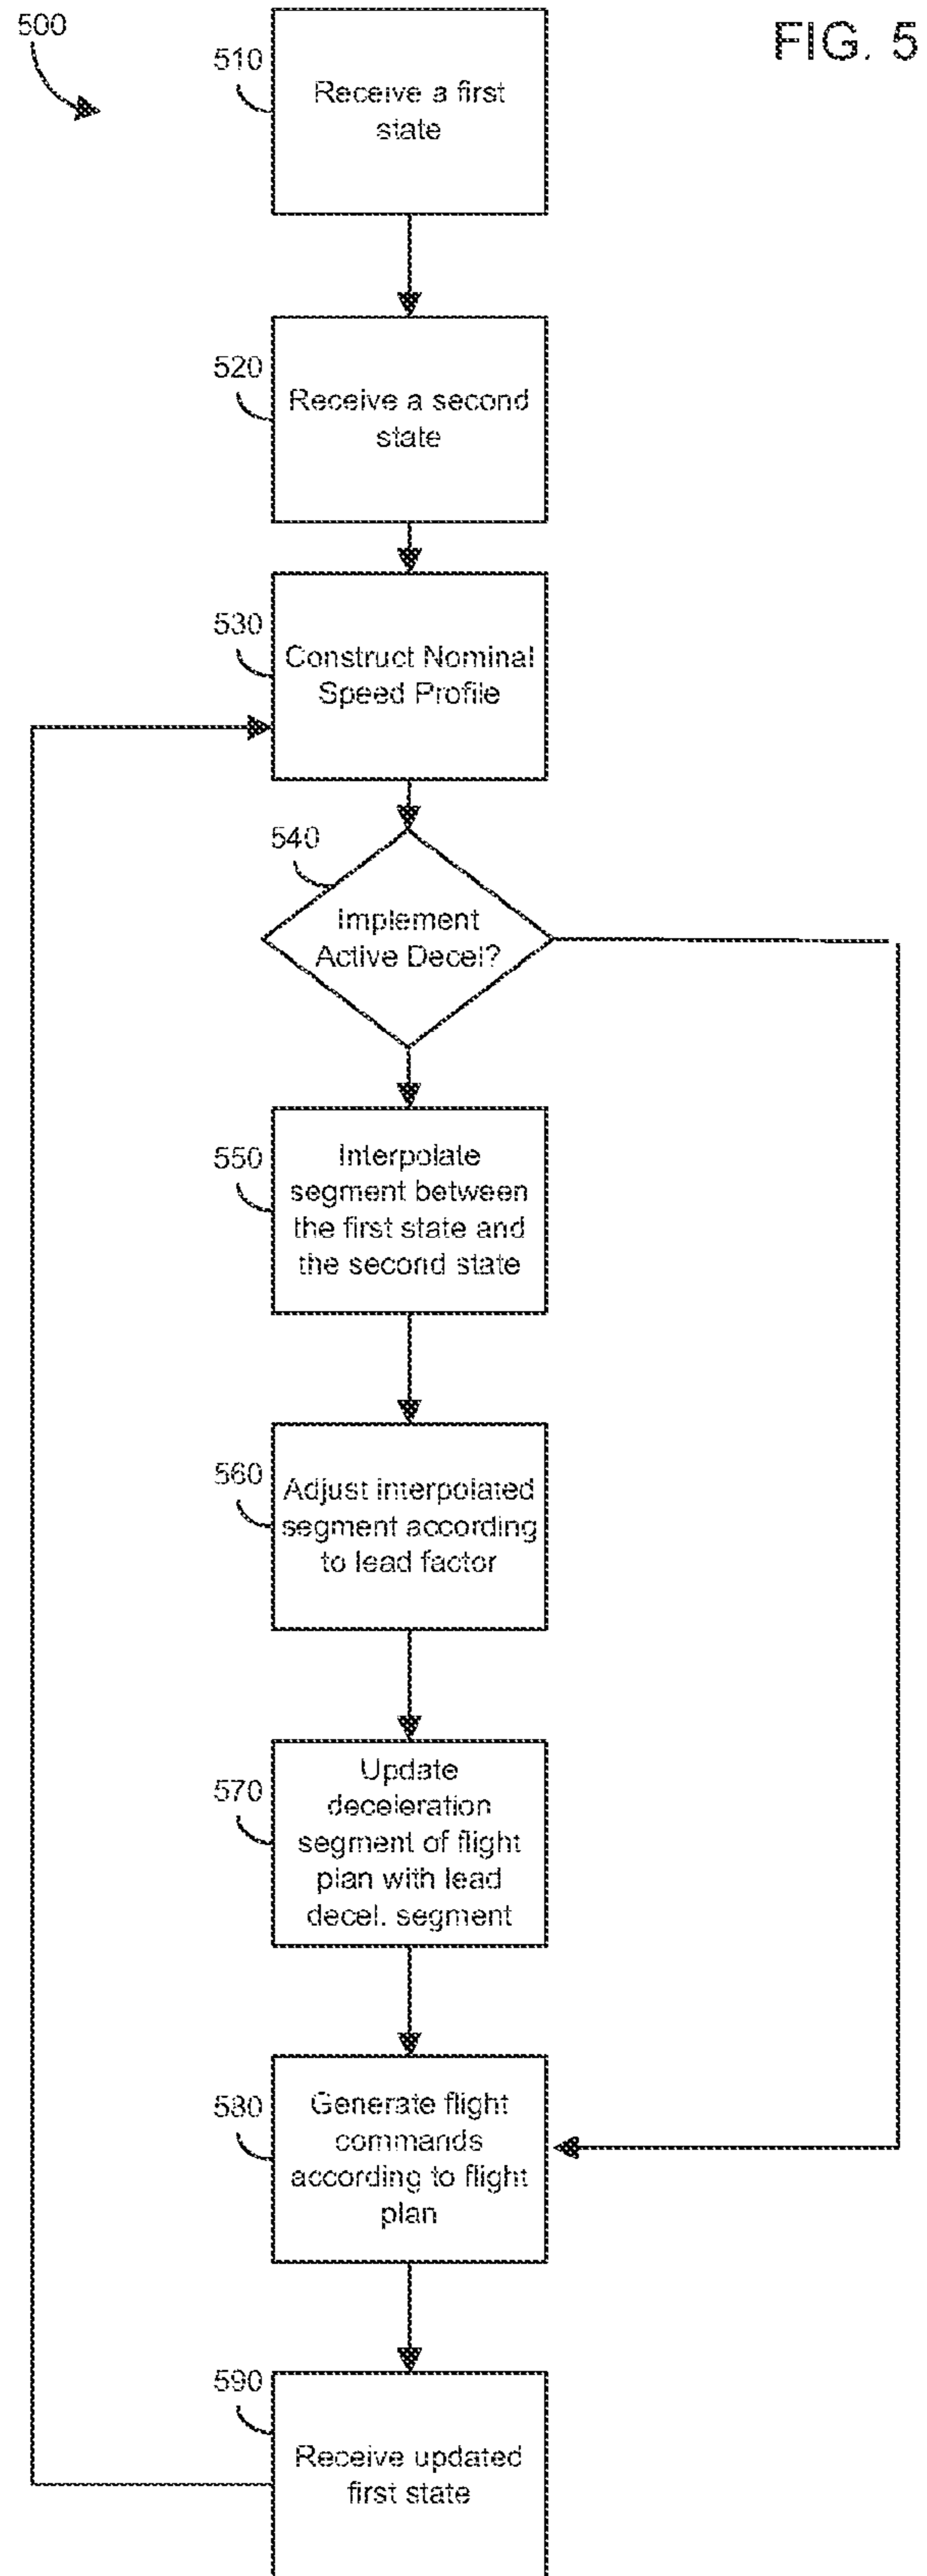 500
FIG. 5
510
Receive a first
state
520
Receive a second
state
530
Construct Nominal
Speed Profile
540
Implement
Active Decel?
550
Interpolate
segment between
the first state and
the second state
560
Adjust interpolated
segment according
to lead factor
570
Update
deceleration
segment of flight
plan with lead
decel. segment
580
Generate flight
commands
according to flight
plan
590
Receive updated
first state